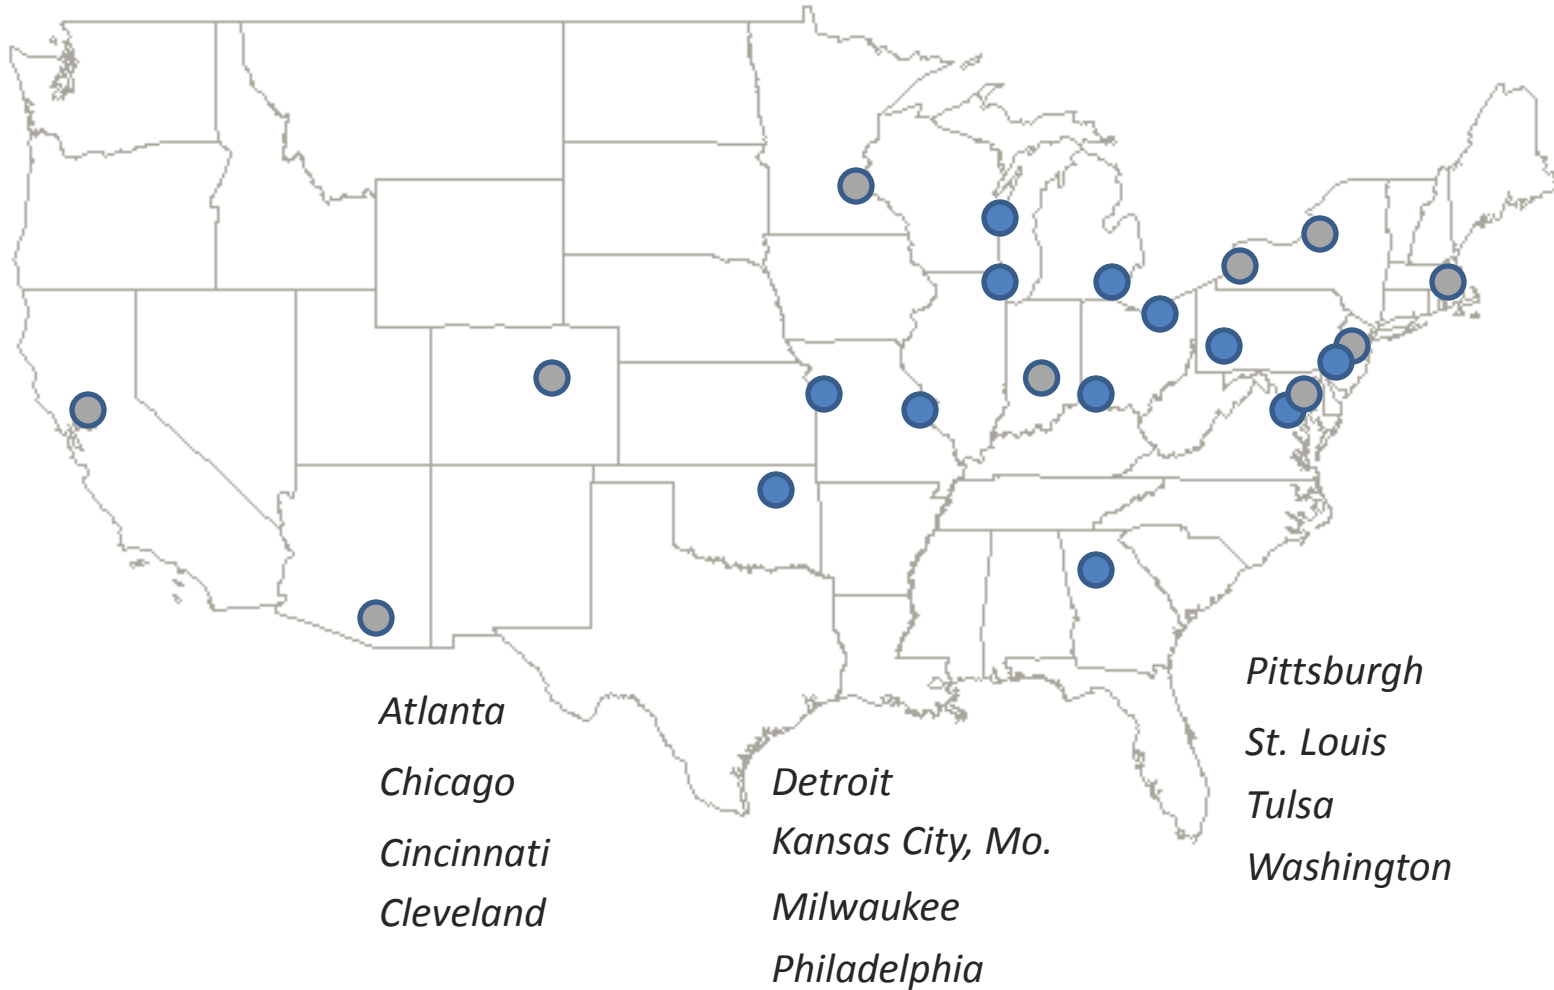 Atlanta
Chicago
Cincinnati
Cleveland
Detroit
Kansas City, Mo.
Milwaukee
Philadelphia
Pittsburgh
St. Louis
Tulsa
Washington